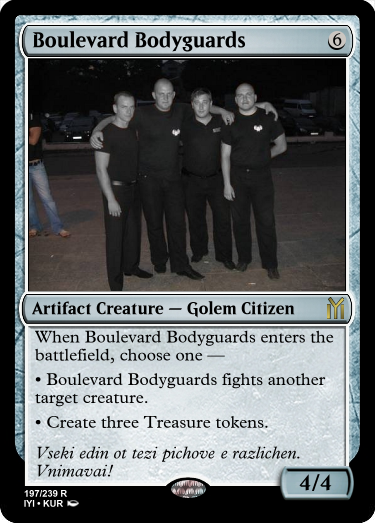 Boulevard Bodyguards 6
Artifact Creature — Golem Citizen
When Boulevard Bodyguards enters the
battlefield, choose one —
• Boulevard Bodyguards fights another
target creature.
• Create three Treasure tokens.
Vseki edin ot tezi pichove e razlichen.
Vnimavai!
4/4
197/239 R
IYI • KUR